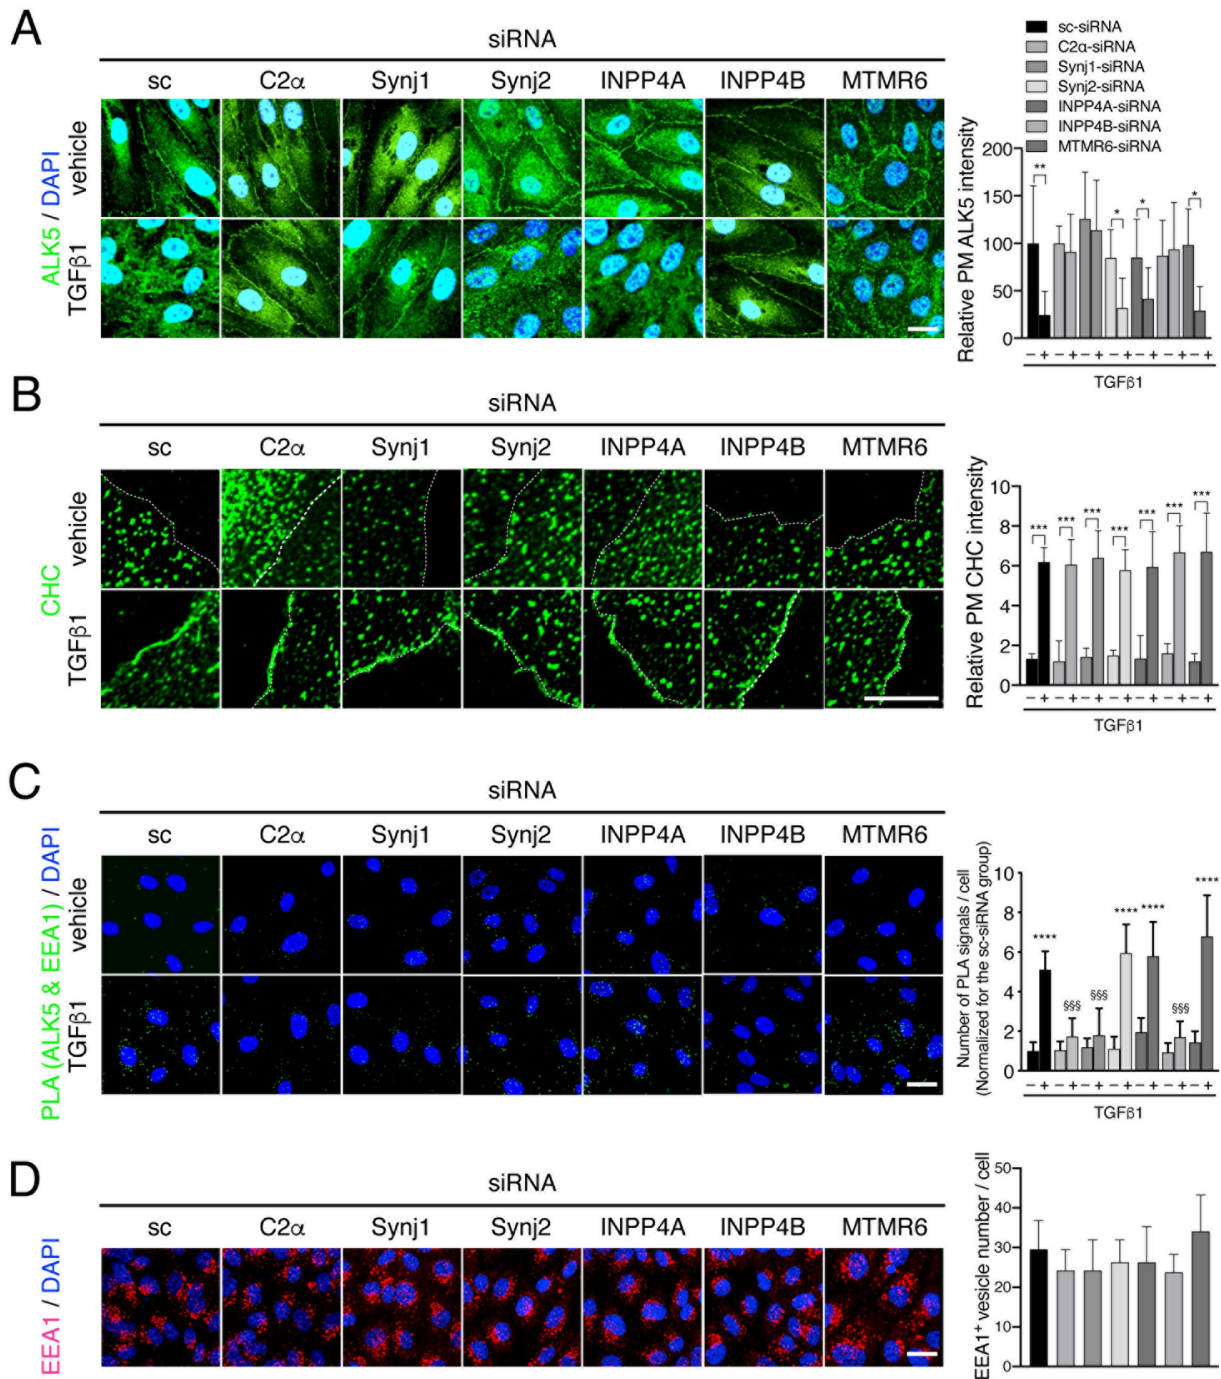 A
siRNA
sc C2α Synj1 Synj2 INPP4A INPP4B MTMR6
ALK5 / DAPI
vehicle
TGFβ1
sc-siRNA
C2α-siRNA
Synj1-siRNA
Synj2-siRNA
INPP4A-siRNA
INPP4B-siRNA
MTMR6-siRNA
Relative PM ALK5 intensity
200
150
100
50
0
** * * *
− + − + − + − + − + − + − +
TGFβ1
B
siRNA
sc C2α Synj1 Synj2 INPP4A INPP4B MTMR6
CHC
vehicle
TGFβ1
Relative PM CHC intensity
10
8
6
4
2
0
*** *** *** *** *** *** ***
− + − + − + − + − + − + − +
TGFβ1
C
siRNA
sc C2α Synj1 Synj2 INPP4A INPP4B MTMR6
PLA (ALK5 & EEA1) / DAPI
vehicle
TGFβ1
Number of PLA signals / cell
(Normalized for the sc-siRNA group)
10
8
6
4
2
0
**** §§§ §§§ **** **** §§§ ****
− + − + − + − + − + − + − +
TGFβ1
D
siRNA
sc C2α Synj1 Synj2 INPP4A INPP4B MTMR6
EEA1 / DAPI
EEA1⁺ vesicle number / cell
50
40
30
20
10
0